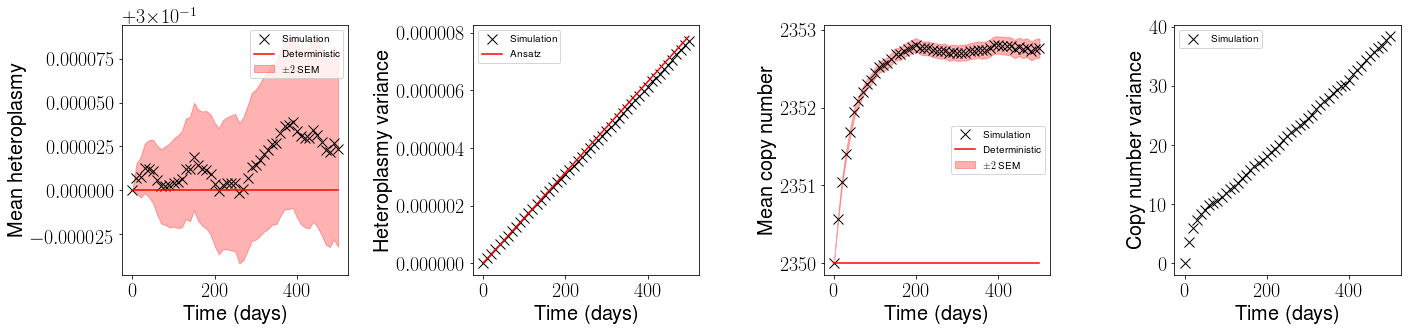 +3×10⁻¹
Mean heteroplasmy
0.000075
0.000050
0.000025
0.000000
−0.000025
Simulation
Deterministic
±2 SEM
0 200 400
Time (days)
Heteroplasmy variance
0.000008
0.000006
0.000004
0.000002
0.000000
Simulation
Ansatz
0 200 400
Time (days)
Mean copy number
2353
2352
2351
2350
Simulation
Deterministic
±2 SEM
0 200 400
Time (days)
Copy number variance
40
30
20
10
0
Simulation
0 200 400
Time (days)